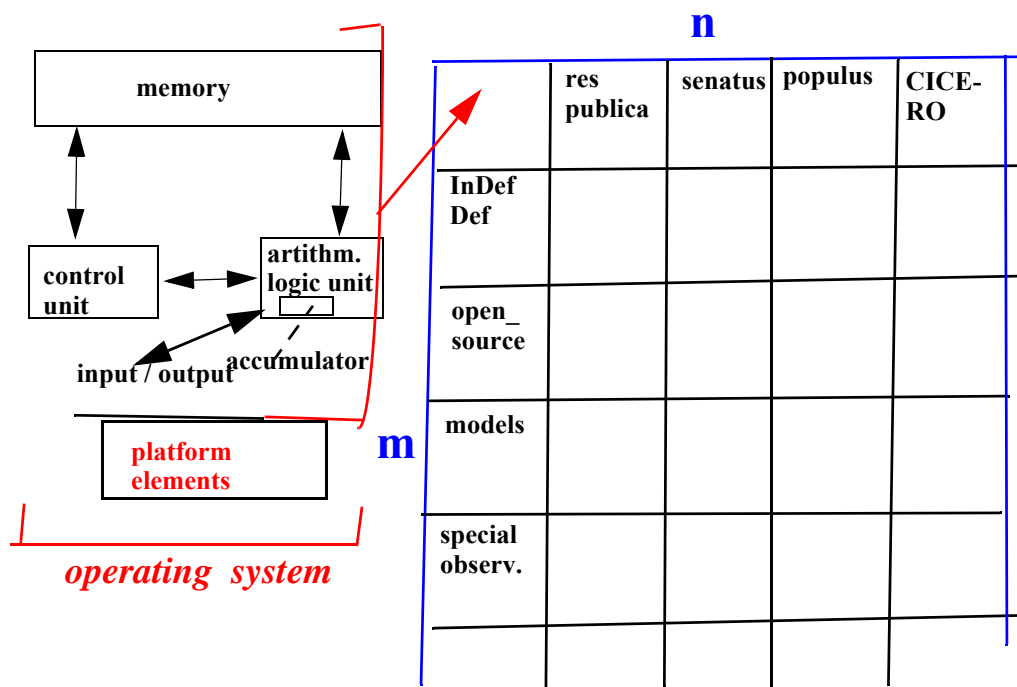 memory
control
unit
artithm.
logic unit
accumulator
input / output
platform
elements
operating system
n
m
res
publica
senatus
populus
CICE-
RO
InDef
Def
open_
source
models
special
observ.